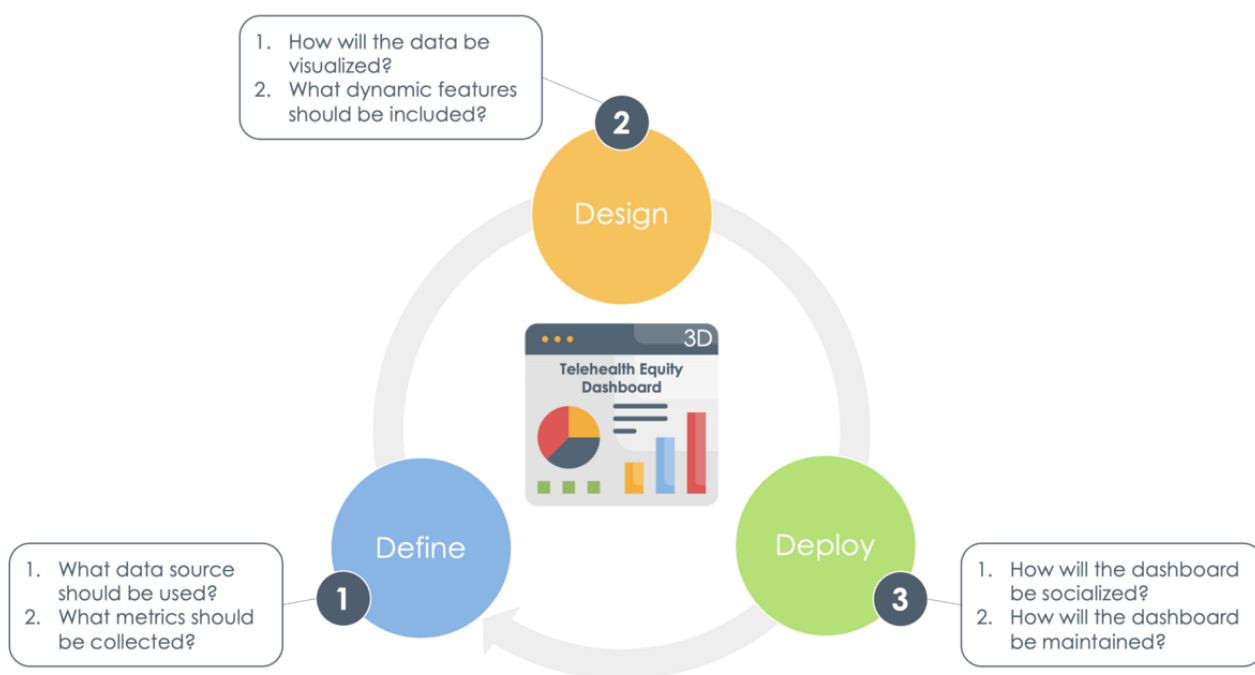 1. How will the data be
visualized?
2. What dynamic features
should be included?
2
Design
3D
Telehealth Equity
Dashboard
Define
Deploy
1. What data source
should be used?
2. What metrics should
be collected?
1
3
1. How will the dashboard
be socialized?
2. How will the dashboard
be maintained?